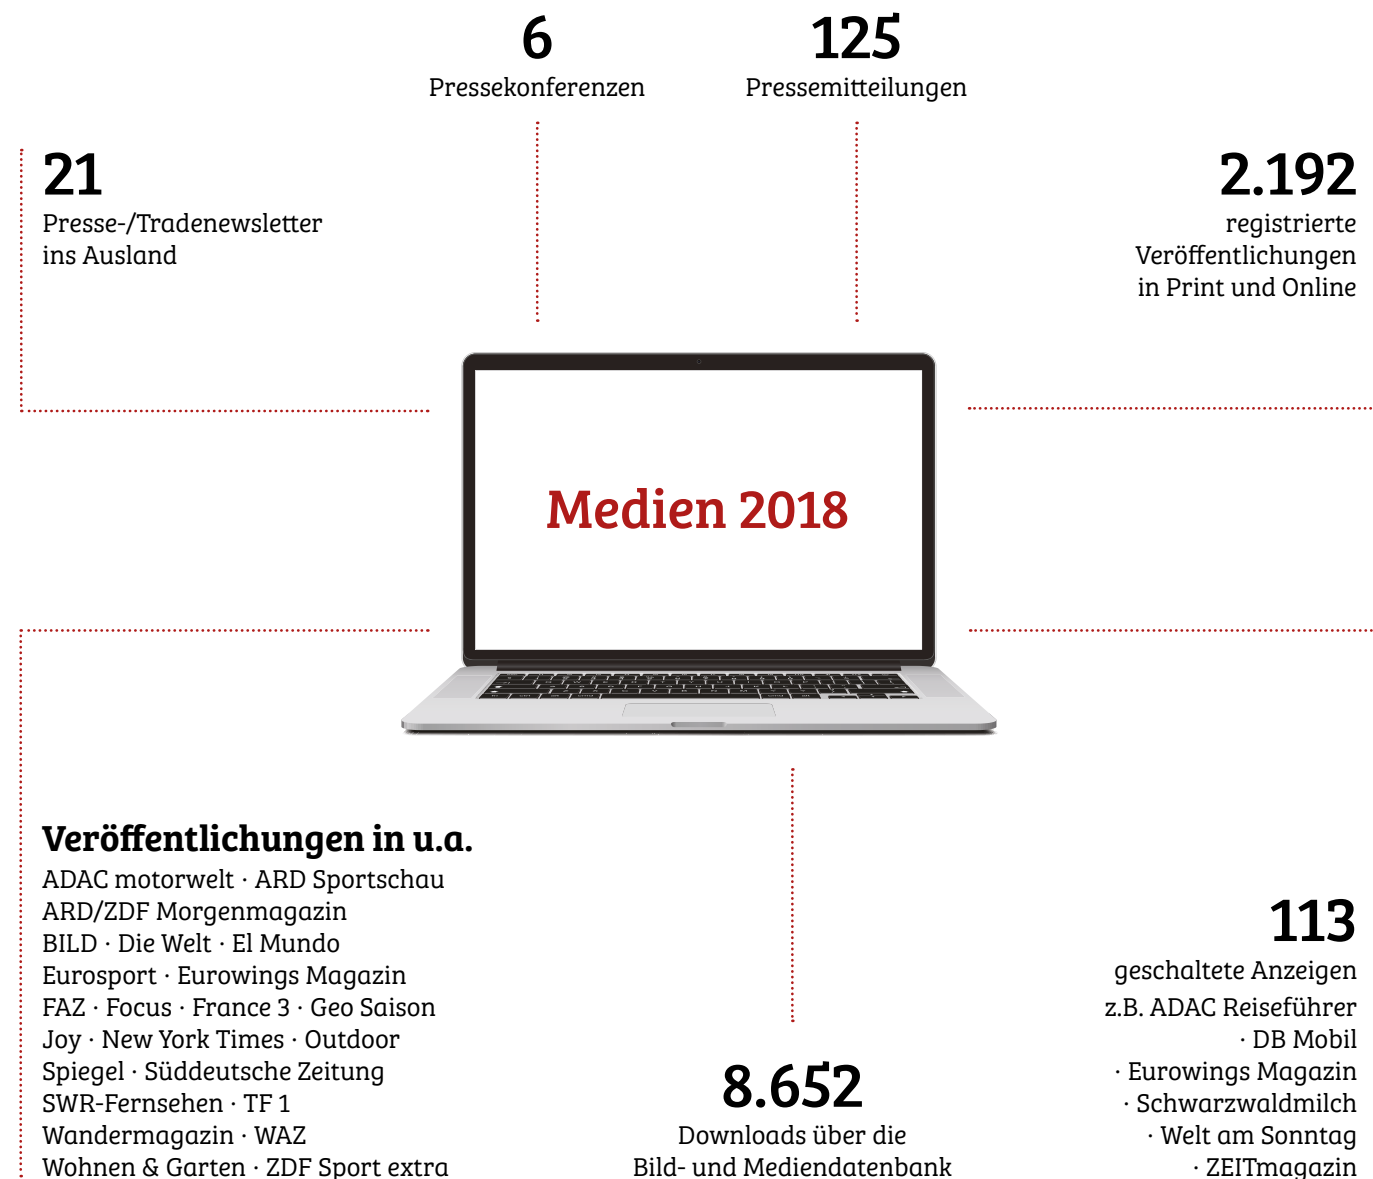 6
Pressekonferenzen
125
Pressemitteilungen
21
Presse-/Tradenewsletter
ins Ausland
2.192
registrierte
Veröffentlichungen
in Print und Online
Medien 2018
Veröffentlichungen in u.a.
ADAC motorwelt · ARD Sportschau
ARD/ZDF Morgenmagazin
BILD · Die Welt · El Mundo
Eurosport · Eurowings Magazin
FAZ · Focus · France 3 · Geo Saison
Joy · New York Times · Outdoor
Spiegel · Süddeutsche Zeitung
SWR-Fernsehen · TF 1
Wandermagazin · WAZ
Wohnen & Garten · ZDF Sport extra
8.652
Downloads über die
Bild- und Mediendatenbank
113
geschaltete Anzeigen
z.B. ADAC Reiseführer
· DB Mobil
· Eurowings Magazin
· Schwarzwaldmilch
· Welt am Sonntag
· ZEITmagazin